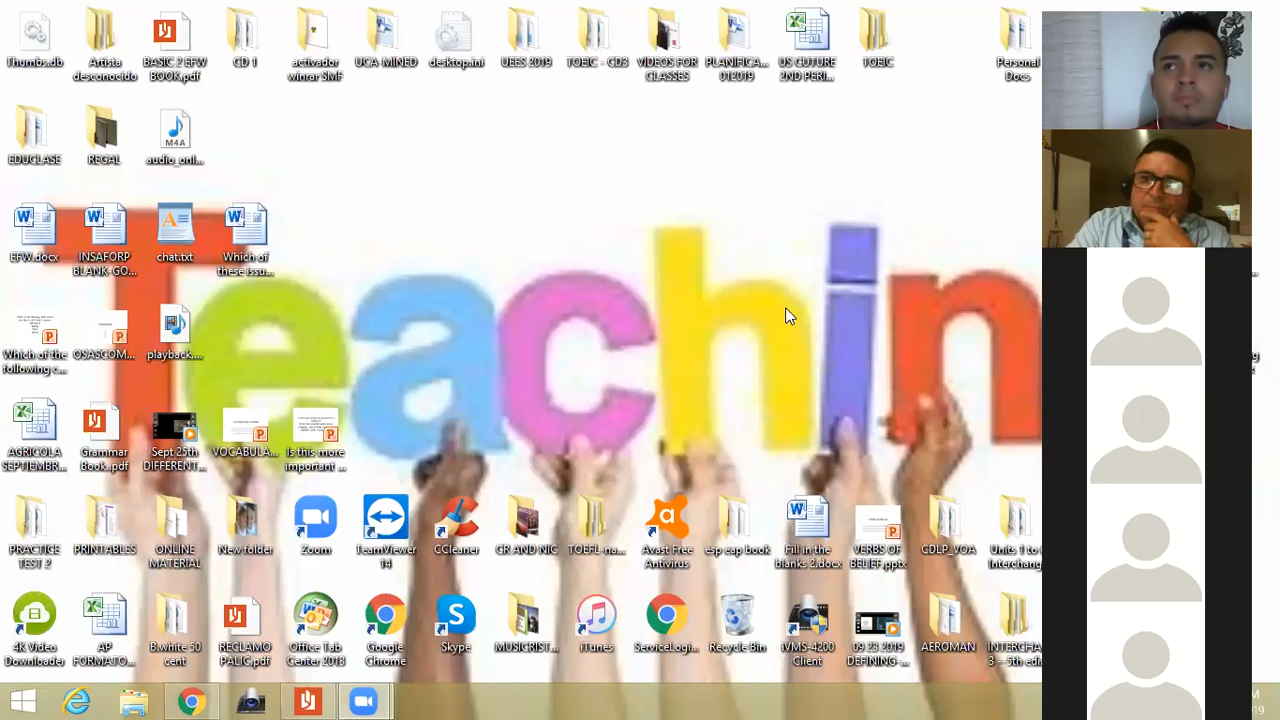 Thumbs.db
Artista
desconocido
BASIC 2 EFW
BOOK.pdf
CD 1
activador
winrar SMF
UCA-MINED
desktop.ini
UEES 2019
TOEIC - CD3
VIDEOS FOR
CLASSES
PLANIFICA...
012019
US CUTURE
2ND PERI...
TOEIC
Personal
Docs
EDUCLASE
REGAL
M4A
audio_onl...
EFW.docx
INSAFORP
BLANK-GO...
chat.txt
Which of
these issu...
Teachin
Which of the
following c...
OSASCOM...
playback....
AGRICOLA
SEPTIEMBR...
Grammar
Book..pdf
Sept 25th
DIFFERENT...
VOCABULA...
Is this more
important ...
PRACTICE
TEST 2
PRINTABLES
ONLINE
MATERIAL
New folder
Zoom
TeamViewer
14
CCleaner
CR AND NIC
TOEFL-na...
Avast Free
Antivirus
esp eap book
Fill in the
blanks 2.docx
VERBS OF
BELIEF.pptx
CDLP_VOA
Units 1 to
Interchang
4K Video
Downloader
AP
FORMATO...
B.white 50
cent
RECLAMO
PALIG.pdf
Office Tab
Center 2013
Google
Chrome
Skype
MUSICRIST...
iTunes
ServiceLogi...
Recycle Bin
iVMS-4200
Client
09 23 2019
DEFINING-...
AEROMAN
INTERCHA
3 --5th edi